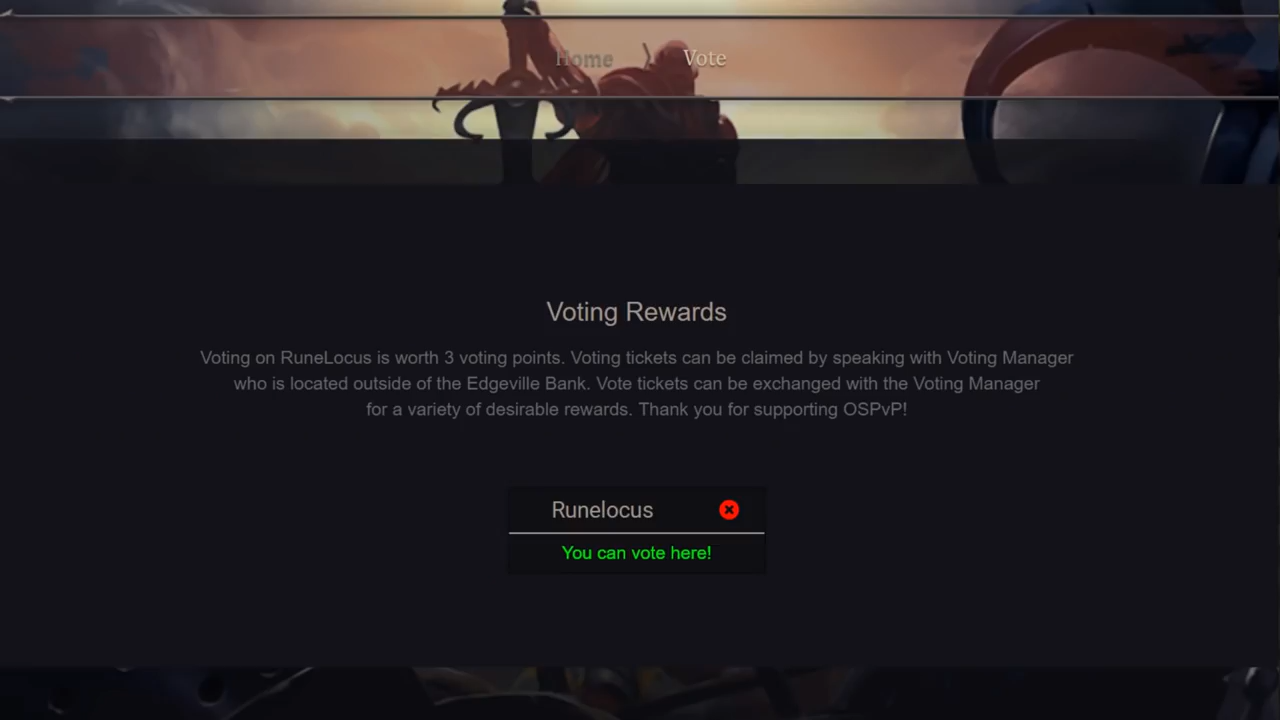 Home / Vote
Voting Rewards
Voting on RuneLocus is worth 3 voting points. Voting tickets can be claimed by speaking with Voting Manager
who is located outside of the Edgeville Bank. Vote tickets can be exchanged with the Voting Manager
for a variety of desirable rewards. Thank you for supporting OSPvP!
Runelocus
You can vote here!